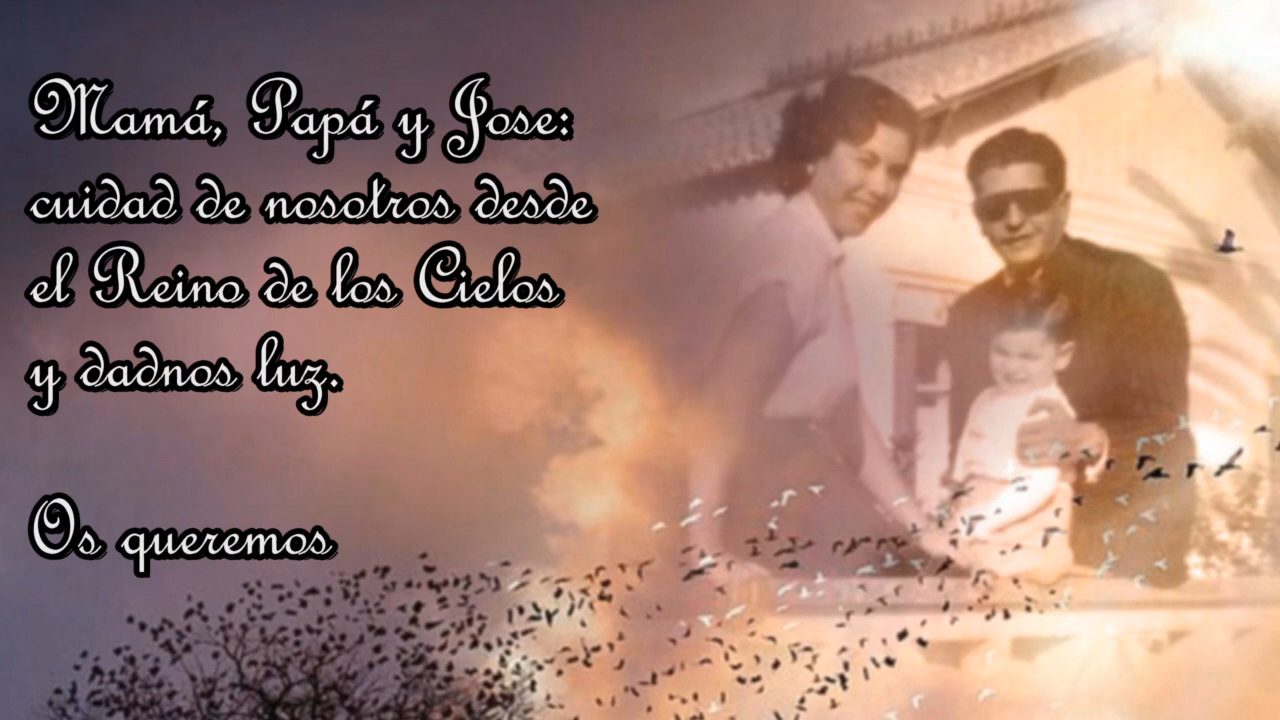 Mamá, Papá y Jose:
cuidad de nosotros desde
el Reino de los Cielos
y dadnos luz.
Os queremos